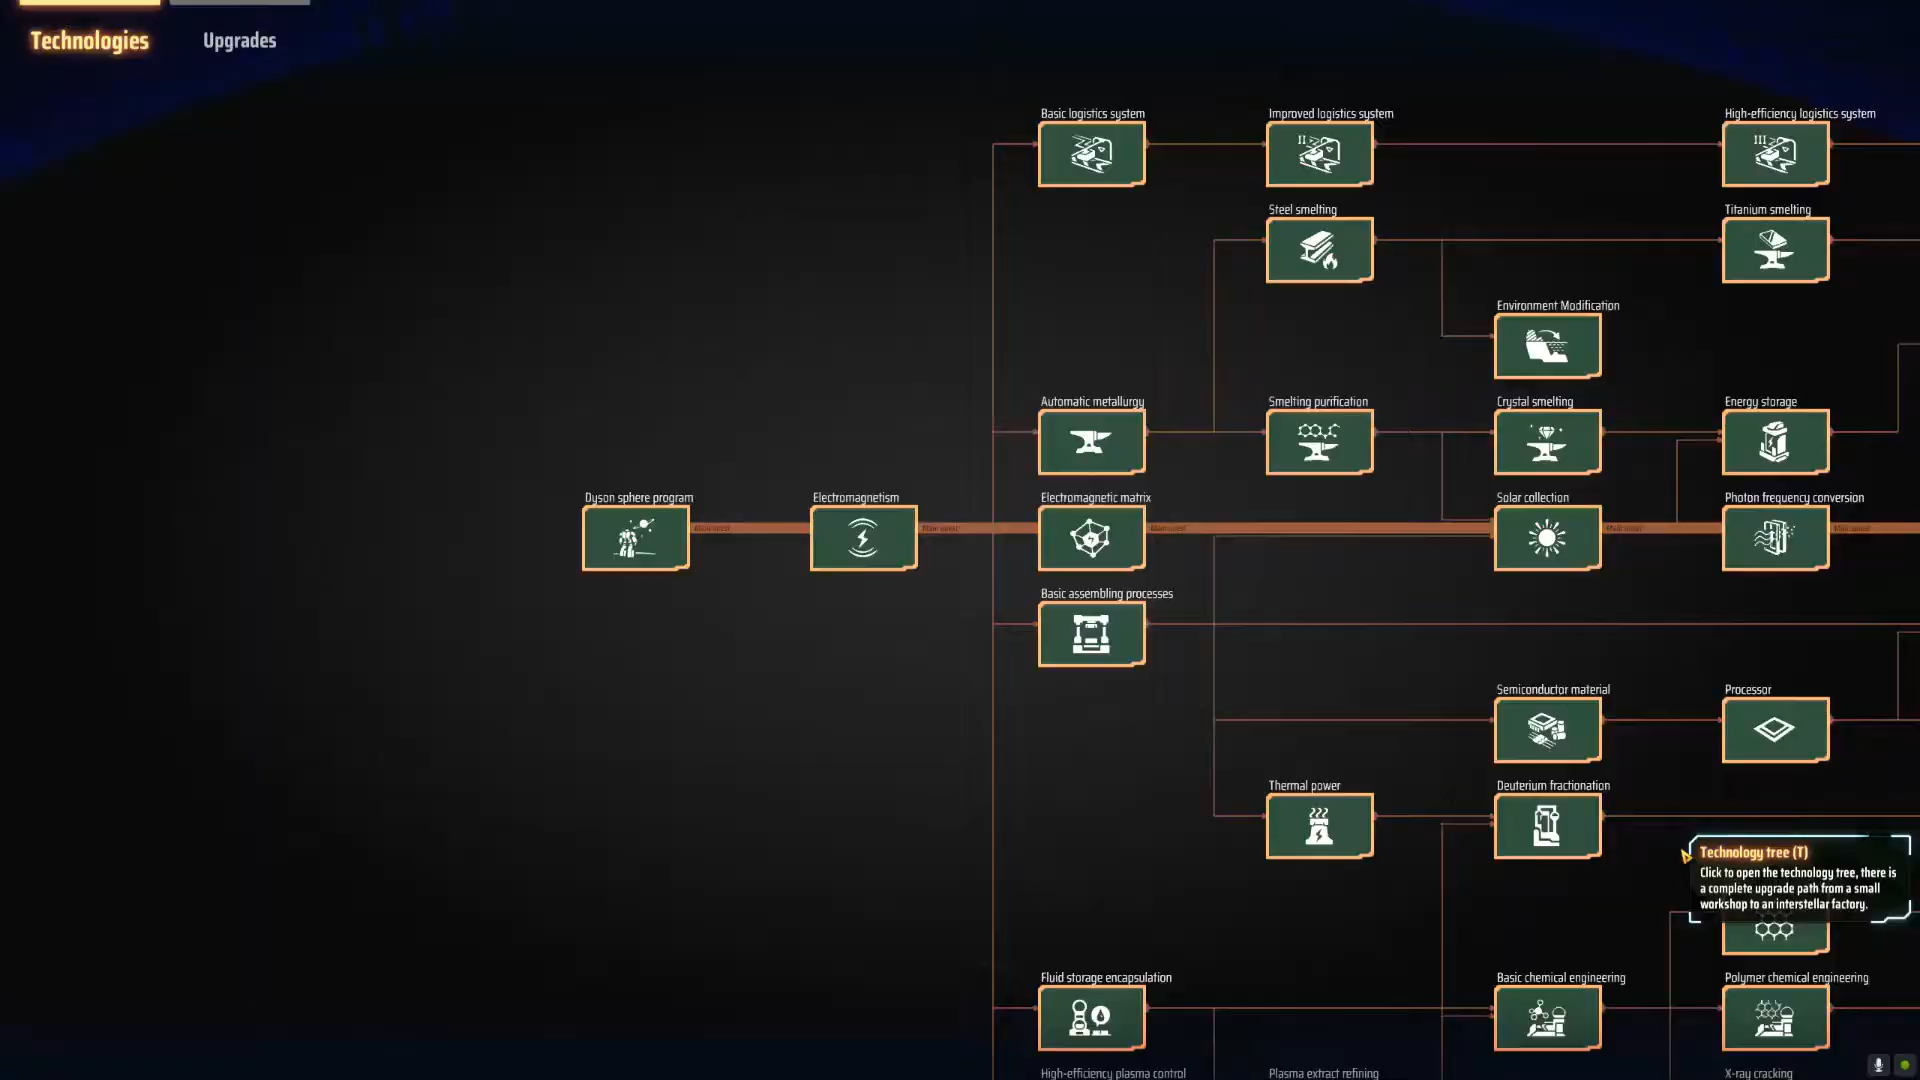 Technologies
Upgrades
Basic logistics system
Improved logistics system
High-efficiency logistics system
II
III
Steel smelting
Titanium smelting
Environment Modification
Automatic metallurgy
Smelting purification
Crystal smelting
Energy storage
Dyson sphere program
Electromagnetism
Electromagnetic matrix
Solar collection
Photon frequency conversion
Basic assembling processes
Semiconductor material
Processor
Thermal power
Deuterium fractionation
Technology tree (T)
Click to open the technology tree, there is
a complete upgrade path from a small
workshop to an interstellar factory.
Fluid storage encapsulation
Basic chemical engineering
Polymer chemical engineering
High-efficiency plasma control
Plasma extract refining
X-ray cracking